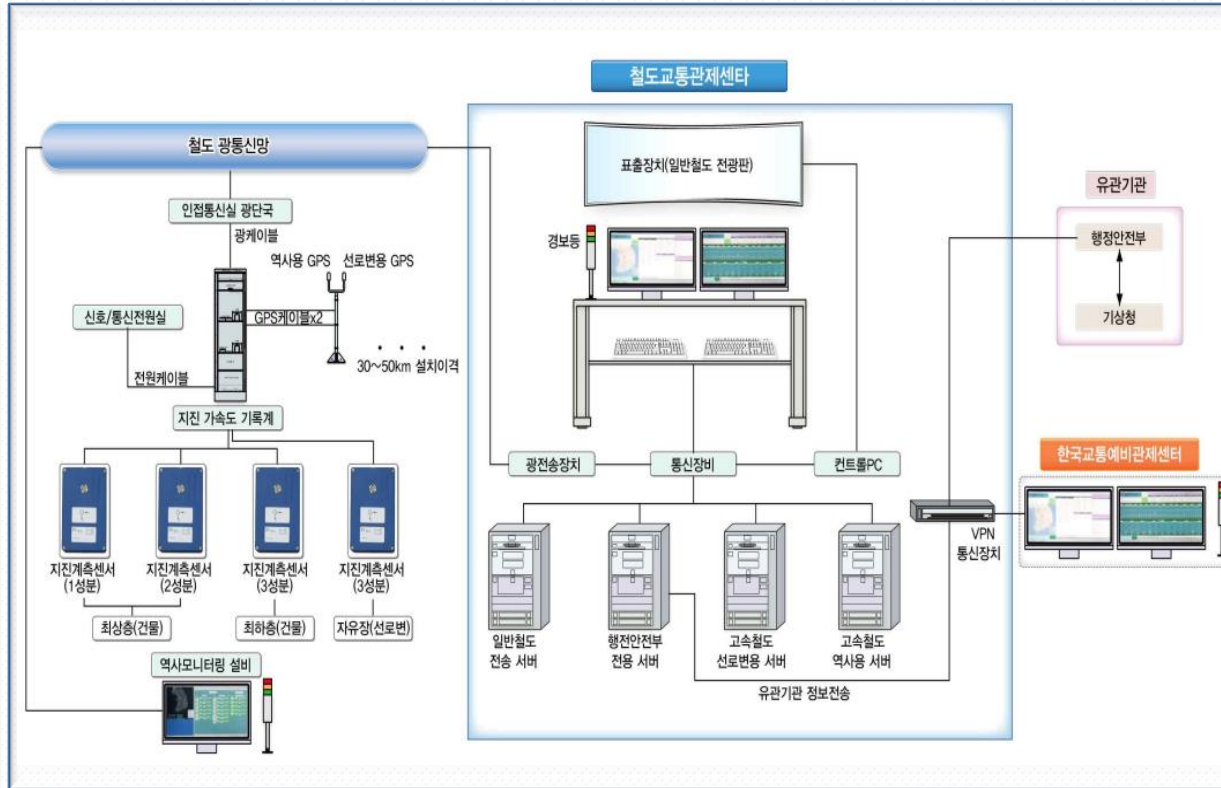 철도교통관제센타
철도 광통신망
인접통신실 광단국
광케이블
역사용 GPS 선로변용 GPS
신호/통신전원실
GPS케이블x2
30~50km 설치이격
전원케이블
지진 가속도 기록계
지진계측센서
(1성분)
지진계측센서
(2성분)
지진계측센서
(3성분)
지진계측센서
(3성분)
최상층(건물)
최하층(건물)
자유장(선로변)
역사모니터링 설비
표출장치(일반철도 전광판)
경보등
광전송장치
통신장비
컨트롤PC
일반철도
전송 서버
행전안전부
전용 서버
고속철도
선로변용 서버
고속철도
역사용 서버
유관기관 정보전송
VPN
통신장치
유관기관
행정안전부
기상청
한국교통예비관제센터